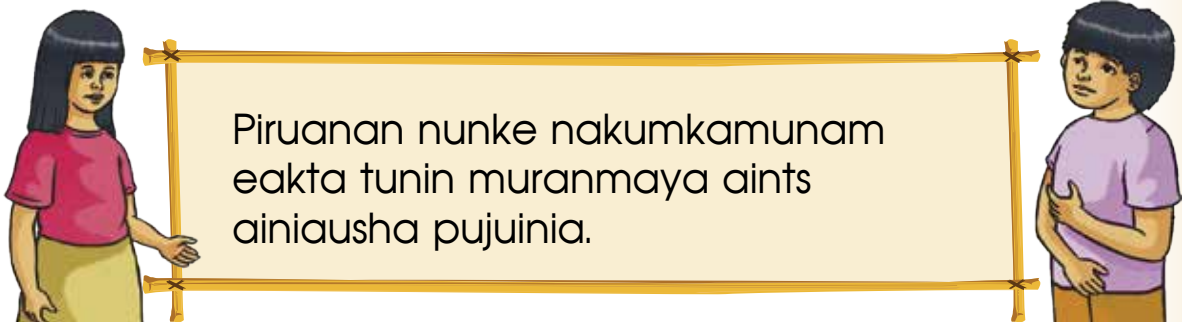 Piruanan nunke nakumkamunam
eakta tunin muranmaya aints
ainiausha pujuinia.